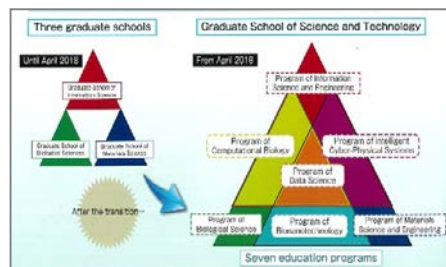 Three graduate schools
Graduate School of Science and Technology
Until April 2018
From April 2018
Graduate School of
Information Science
Graduate School of
Biological Sciences
Graduate School of
Materials Science
After the transition
Program of Information
Science and Engineering
Program of
Computational Biology
Program of Intelligent
Cyber-Physical Systems
Program of
Data Science
Program of
Biological Science
Program of
Bionanotechnology
Program of Materials
Science and Engineering
Seven education programs